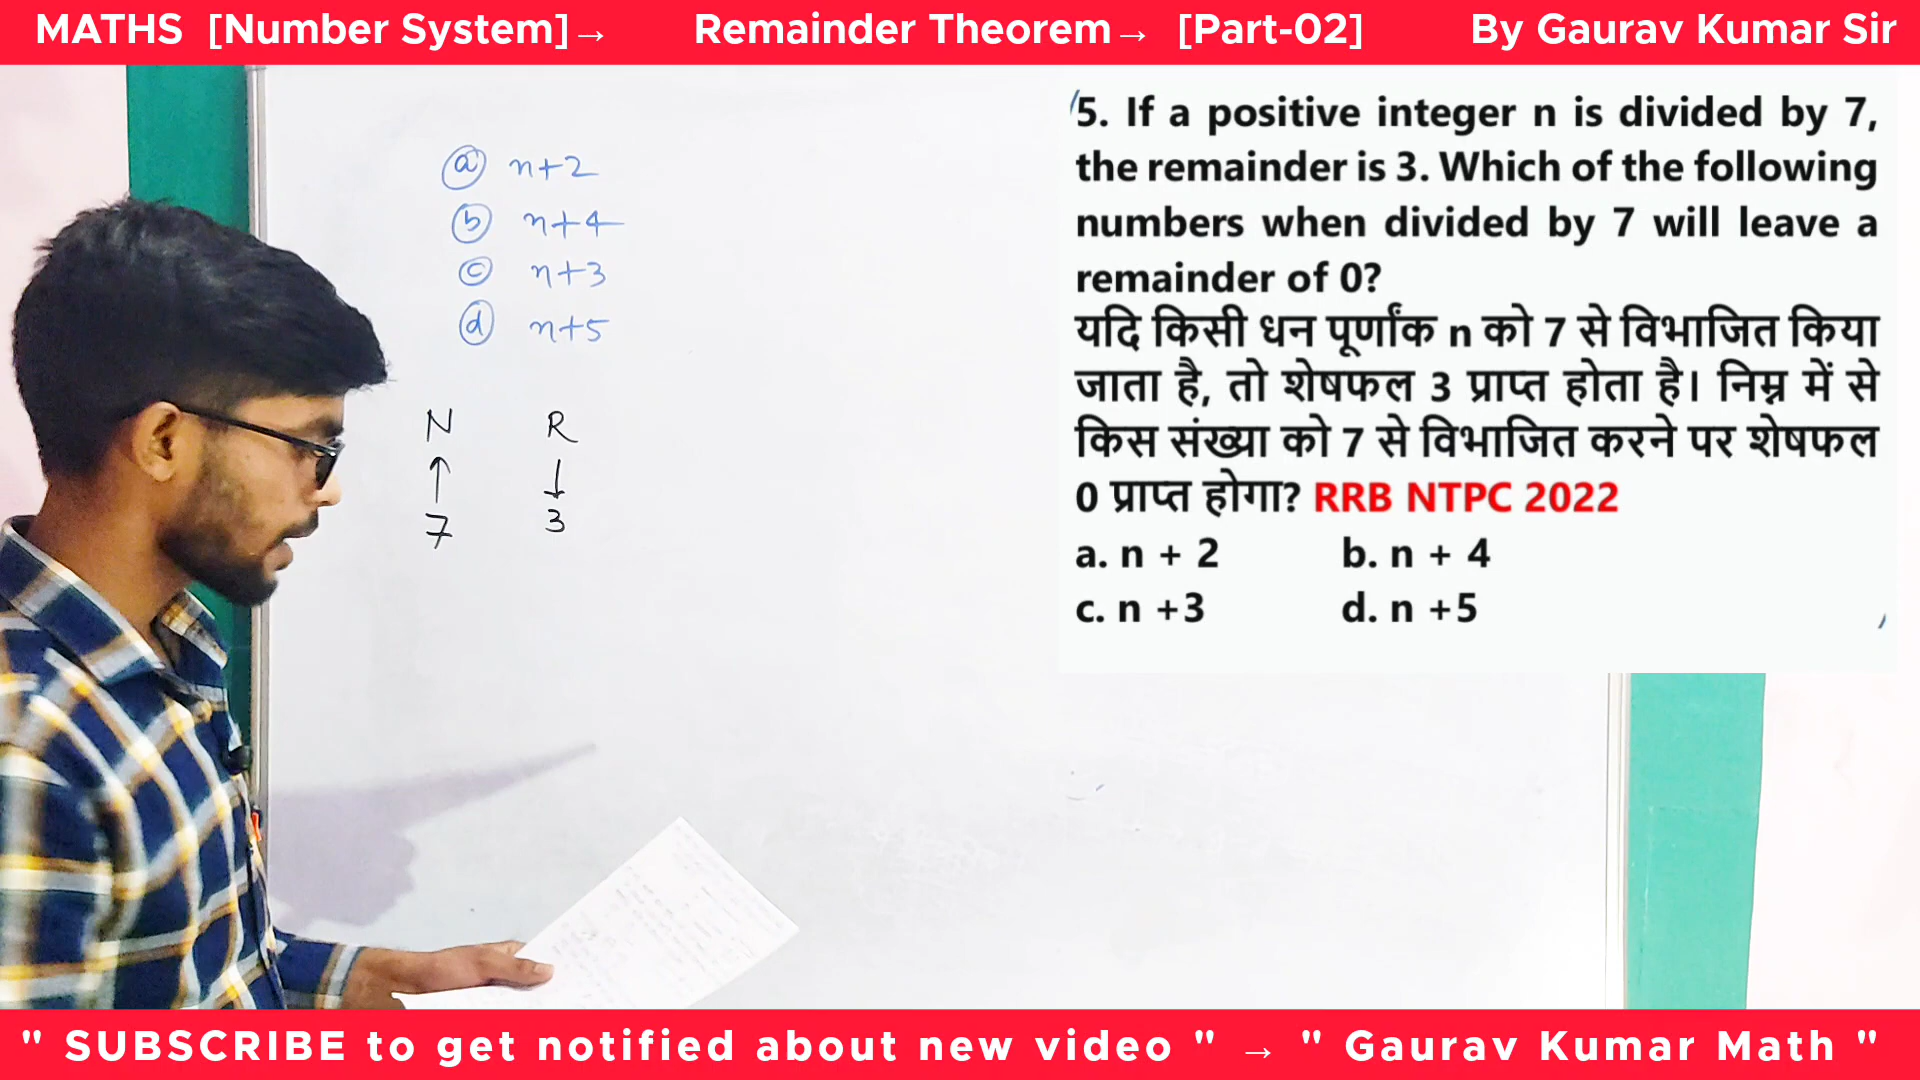 MATHS [Number System]→ Remainder Theorem→ [Part-02] By Gaurav Kumar Sir
ⓐ n+2
ⓑ n+4
ⓒ n+3
ⓓ n+5
N R
↑ ↓
7 3
5. If a positive integer n is divided by 7,
the remainder is 3. Which of the following
numbers when divided by 7 will leave a
remainder of 0?
यदि किसी धन पूर्णांक n को 7 से विभाजित किया
जाता है, तो शेषफल 3 प्राप्त होता है। निम्न में से
किस संख्या को 7 से विभाजित करने पर शेषफल
0 प्राप्त होगा? RRB NTPC 2022
a. n + 2 b. n + 4
c. n +3 d. n +5
" SUBSCRIBE to get notified about new video " → " Gaurav Kumar Math "